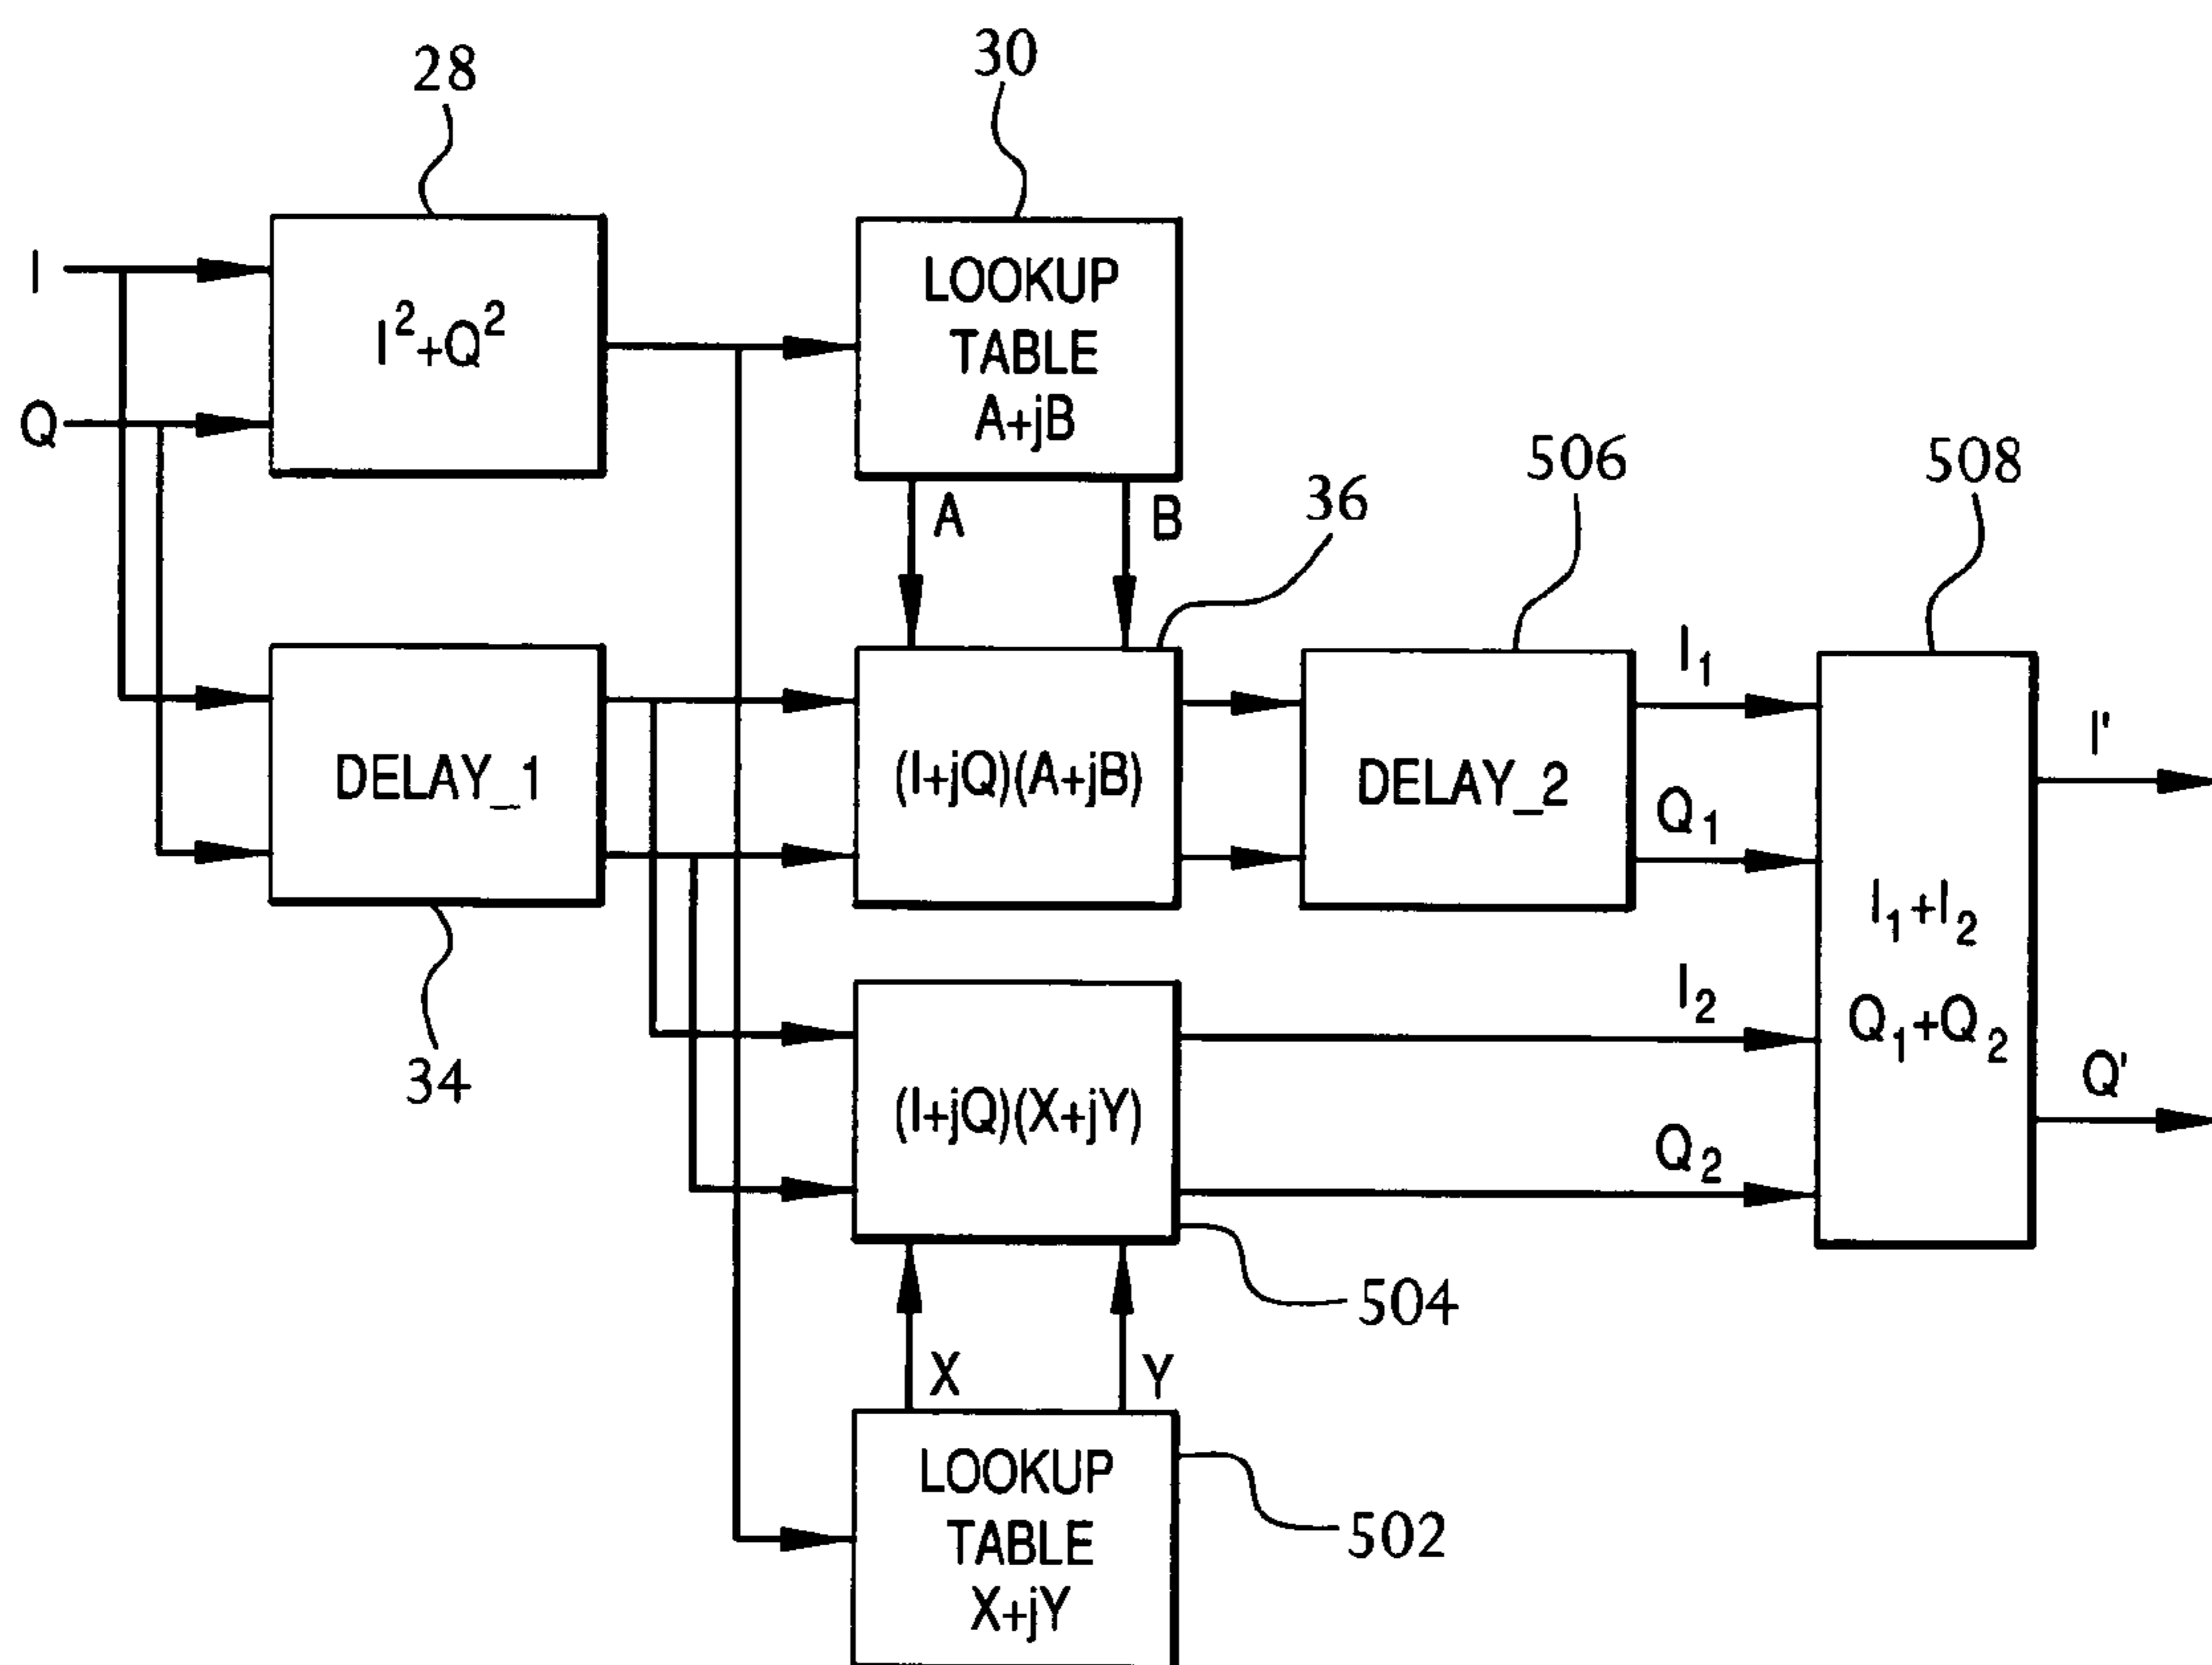 28
30
I
I²+Q²
LOOKUP
TABLE
A+jB
Q
506
508
36
A
B
I₁
I'
DELAY_1
(I+jQ)(A+jB)
DELAY_2
Q₁
I₁+I₂
I₂
Q₁+Q₂
34
(I+jQ)(X+jY)
Q'
Q₂
504
X
Y
LOOKUP
TABLE
X+jY
502